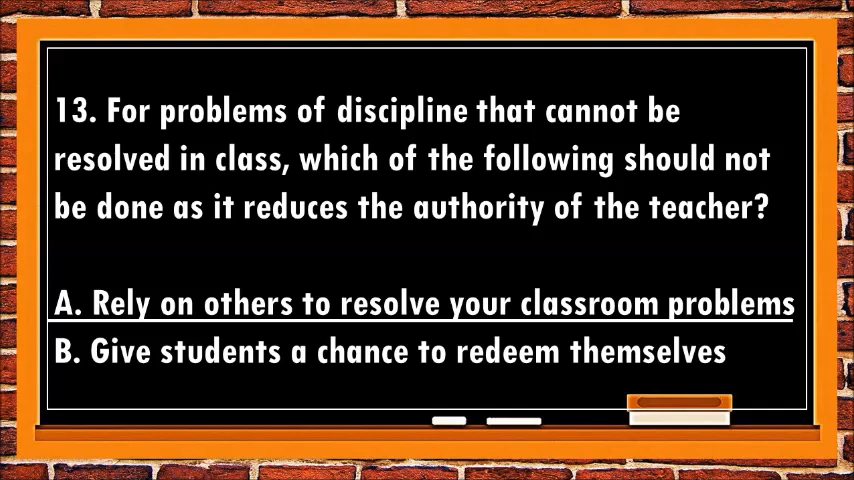 13. For problems of discipline that cannot be
resolved in class, which of the following should not
be done as it reduces the authority of the teacher?
A. Rely on others to resolve your classroom problems
B. Give students a chance to redeem themselves